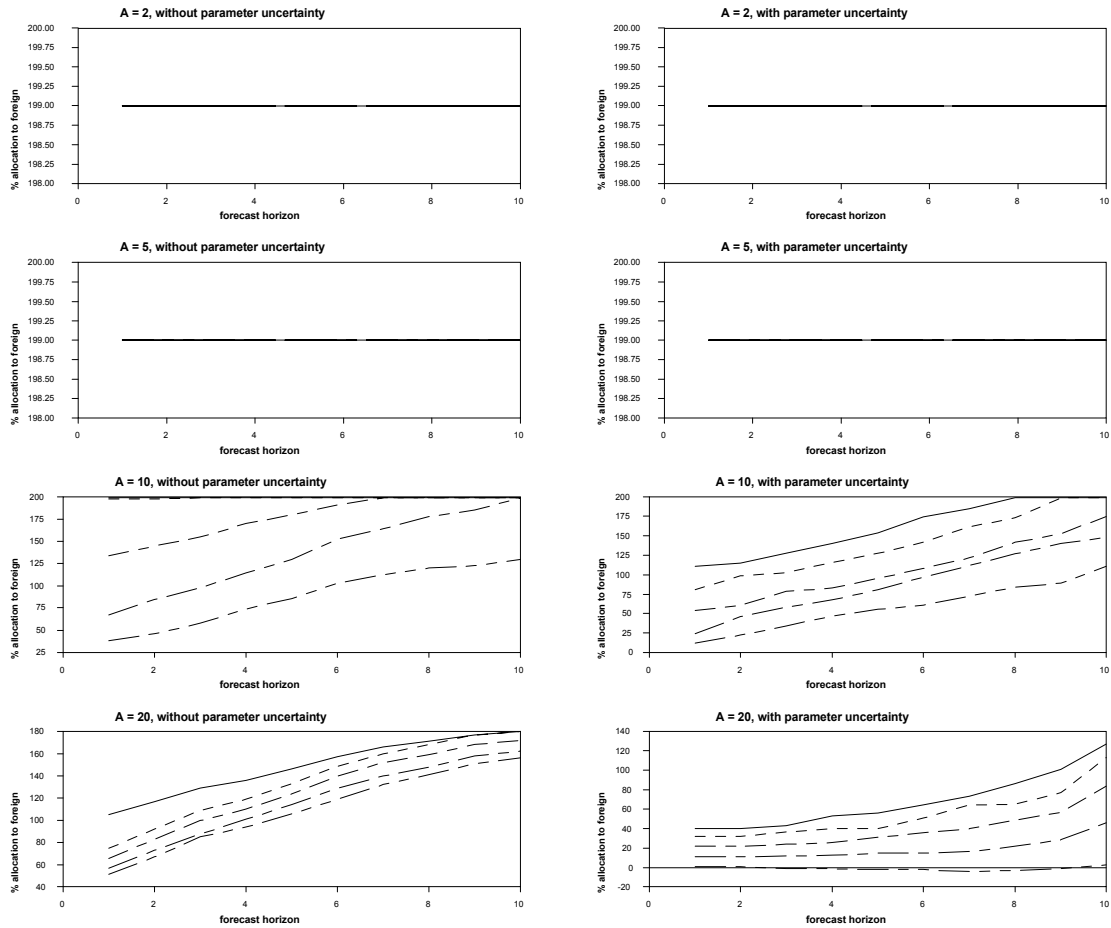 A = 2, without parameter uncertainty
% allocation to foreign
200.00
199.75
199.50
199.25
199.00
198.75
198.50
198.25
198.00
0 2 4 6 8 10
forecast horizon
A = 2, with parameter uncertainty
% allocation to foreign
200.00
199.75
199.50
199.25
199.00
198.75
198.50
198.25
198.00
0 2 4 6 8 10
forecast horizon
A = 5, without parameter uncertainty
% allocation to foreign
200.00
199.75
199.50
199.25
199.00
198.75
198.50
198.25
198.00
0 2 4 6 8 10
forecast horizon
A = 5, with parameter uncertainty
% allocation to foreign
200.00
199.75
199.50
199.25
199.00
198.75
198.50
198.25
198.00
0 2 4 6 8 10
forecast horizon
A = 10, without parameter uncertainty
% allocation to foreign
200
175
150
125
100
75
50
25
0 2 4 6 8 10
forecast horizon
A = 10, with parameter uncertainty
% allocation to foreign
200
175
150
125
100
75
50
25
0
0 2 4 6 8 10
forecast horizon
A = 20, without parameter uncertainty
% allocation to foreign
180
160
140
120
100
80
60
40
0 2 4 6 8 10
forecast horizon
A = 20, with parameter uncertainty
% allocation to foreign
140
120
100
80
60
40
20
0
-20
0 2 4 6 8 10
forecast horizon